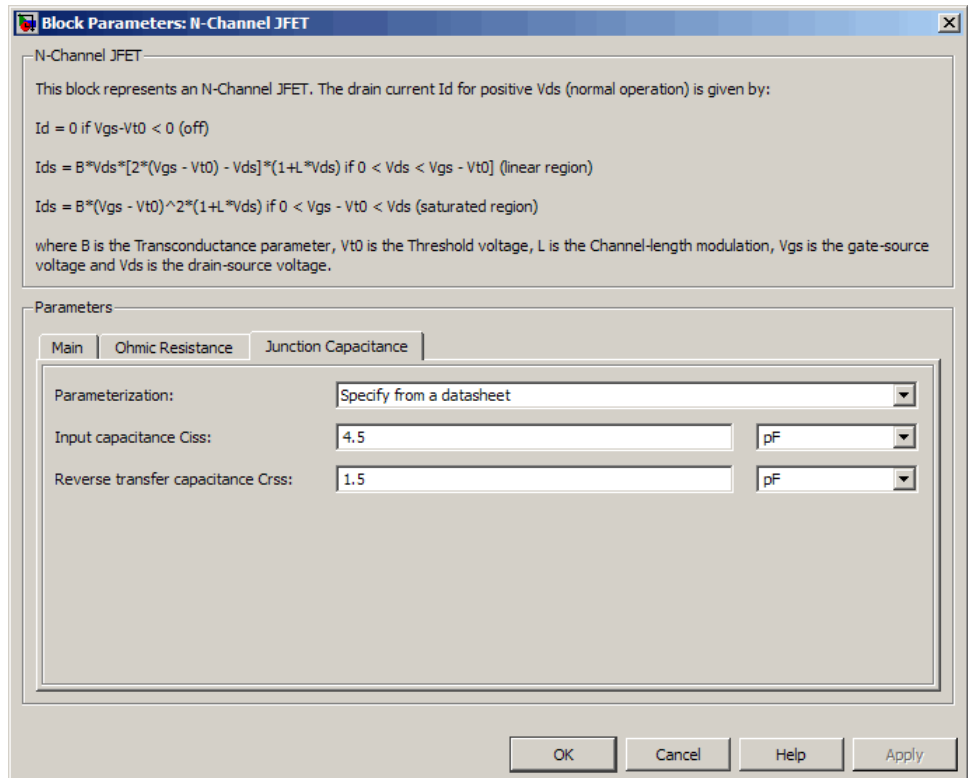 Block Parameters: N-Channel JFET
N-Channel JFET
This block represents an N-Channel JFET. The drain current Id for positive Vds (normal operation) is given by:
Id = 0 if Vgs-Vt0 < 0 (off)
Ids = B*Vds*[2*(Vgs - Vt0) - Vds]*(1+L*Vds) if 0 < Vds < Vgs - Vt0] (linear region)
Ids = B*(Vgs - Vt0)^2*(1+L*Vds) if 0 < Vgs - Vt0 < Vds (saturated region)
where B is the Transconductance parameter, Vt0 is the Threshold voltage, L is the Channel-length modulation, Vgs is the gate-source
voltage and Vds is the drain-source voltage.
Parameters
Main Ohmic Resistance Junction Capacitance
Parameterization: Specify from a datasheet
Input capacitance Ciss: 4.5 pF
Reverse transfer capacitance Crss: 1.5 pF
OK Cancel Help Apply